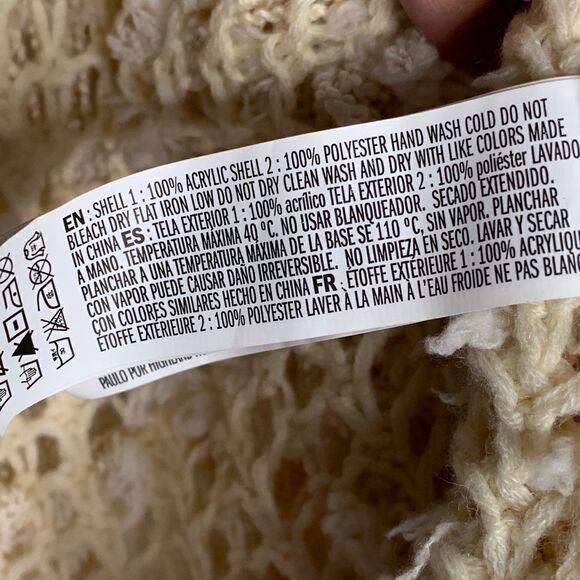 EN : SHELL 1 : 100% ACRYLIC SHELL 2 : 100% POLYESTER HAND WASH COLD DO NOT
BLEACH DRY FLAT IRON LOW DO NOT DRY CLEAN WASH AND DRY WITH LIKE COLORS MADE
IN CHINA ES : TELA EXTERIOR 1 : 100% acrílico TELA EXTERIOR 2 : 100% poliéster LAVADO
A MANO. TEMPERATURA MÁXIMA 40 °C. NO USAR BLANQUEADOR. SECADO EXTENDIDO.
PLANCHAR A UNA TEMPERATURA MÁXIMA DE LA BASE SE 110 °C, SIN VAPOR. PLANCHAR
CON VAPOR PUEDE CAUSAR DAÑO IRREVERSIBLE. NO LIMPIEZA EN SECO. LAVAR Y SECAR
CON COLORES SIMILARES HECHO EN CHINA FR : ÉTOFFE EXTÉRIEURE 1 : 100% ACRYLIQUE
ÉTOFFE EXTÉRIEURE 2 : 100% POLYESTER LAVER À LA MAIN À L'EAU FROIDE NE PAS
PAULO POR